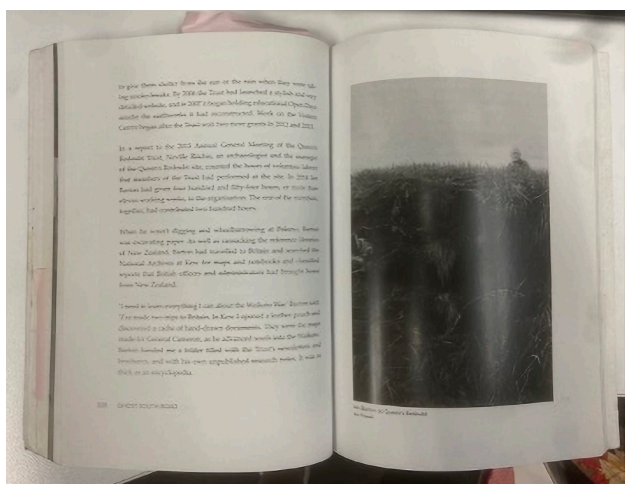 to give them shelter from the sun or the rain when they were tak-
ing smoke-breaks. By 2006 the Trust had launched a stylish and very
detailed website, and in 2007 it began holding educational Open Days
amidst the earthworks it had reconstructed. Work on the Visitors
Centre began after the Trust won two more grants in 2012 and 2013.
In a report to the 2015 Annual General Meeting of the Queen's
Redoubt Trust, Neville Ritchie, an archaeologist and the manager
of the Queen's Redoubt site, counted the hours of volunteer labour
that members of the Trust had performed at the site. In 2014 Ian
Barton had given four hundred and fifty-four hours, or more than
eleven working weeks, to the organisation. The rest of the members,
together, had contributed two hundred hours.
When he wasn't digging and wheelbarrowing at Pokeno, Barton
was excavating paper. As well as ransacking the reference libraries
of New Zealand, Barton had travelled to Britain and searched the
National Archives at Kew for maps and notebooks and classified
reports that British officers and administrators had brought home
from New Zealand.
'I need to learn everything I can about the Waikato War' Barton said.
'I've made two trips to Britain. In Kew I opened a leather pouch and
discovered a cache of hand-drawn documents. They were the maps
made for General Cameron, as he advanced south into the Waikato.'
Barton handed me a folder filled with the Trust's newsletters and
brochures, and with his own unpublished research notes. It was as
thick as an encyclopedia.
GHOST SOUTH ROAD
Ian Barton at Queen's Redoubt